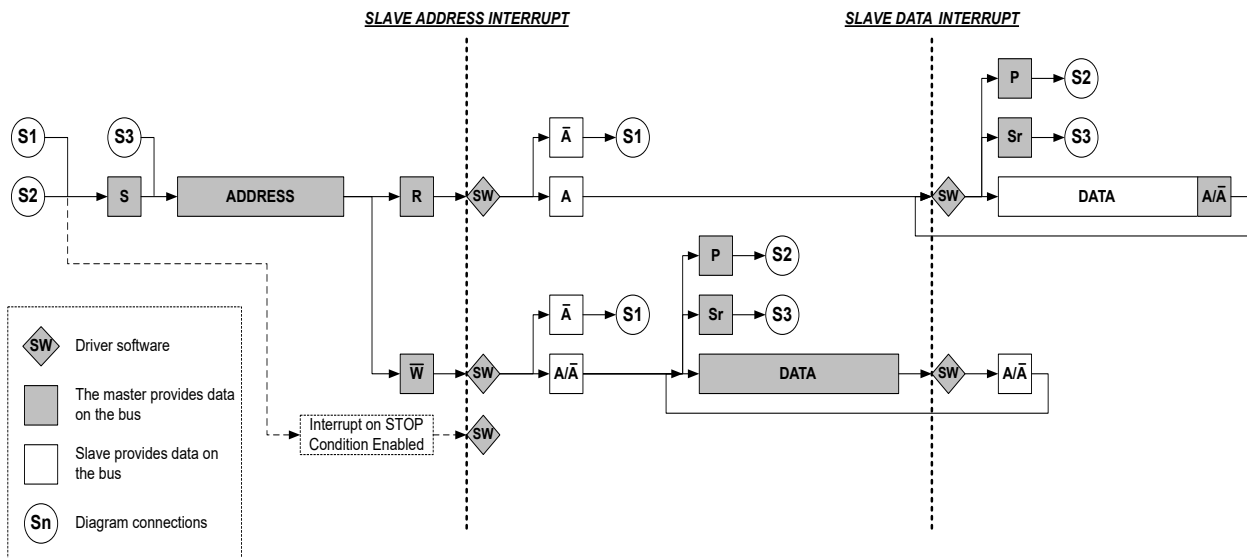 SLAVE ADDRESS INTERRUPT
SLAVE DATA INTERRUPT
P
S2
S1
S3
A̅
S1
Sr
S3
S2
S
ADDRESS
R
SW
A
SW
DATA
A/A̅
P
S2
A̅
S1
Sr
S3
W̅
SW
A/A̅
DATA
SW
A/A̅
Interrupt on STOP
Condition Enabled
SW
SW
Driver software
The master provides data
on the bus
Slave provides data on
the bus
Sn
Diagram connections